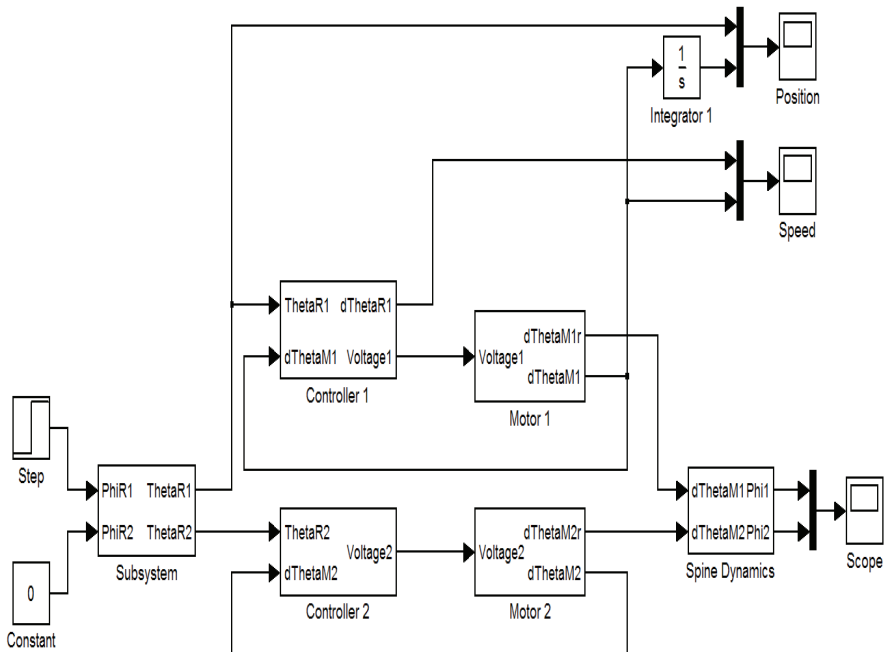 1
s
Integrator 1
Position
Speed
ThetaR1 dThetaR1
dThetaM1 Voltage1
Controller 1
Voltage1
dThetaM1r
dThetaM1
Motor 1
Step
PhiR1 ThetaR1
PhiR2 ThetaR2
Subsystem
0
Constant
ThetaR2
dThetaM2
Voltage2
Controller 2
Voltage2
dThetaM2r
dThetaM2
Motor 2
dThetaM1 Phi1
dThetaM2 Phi2
Spine Dynamics
Scope